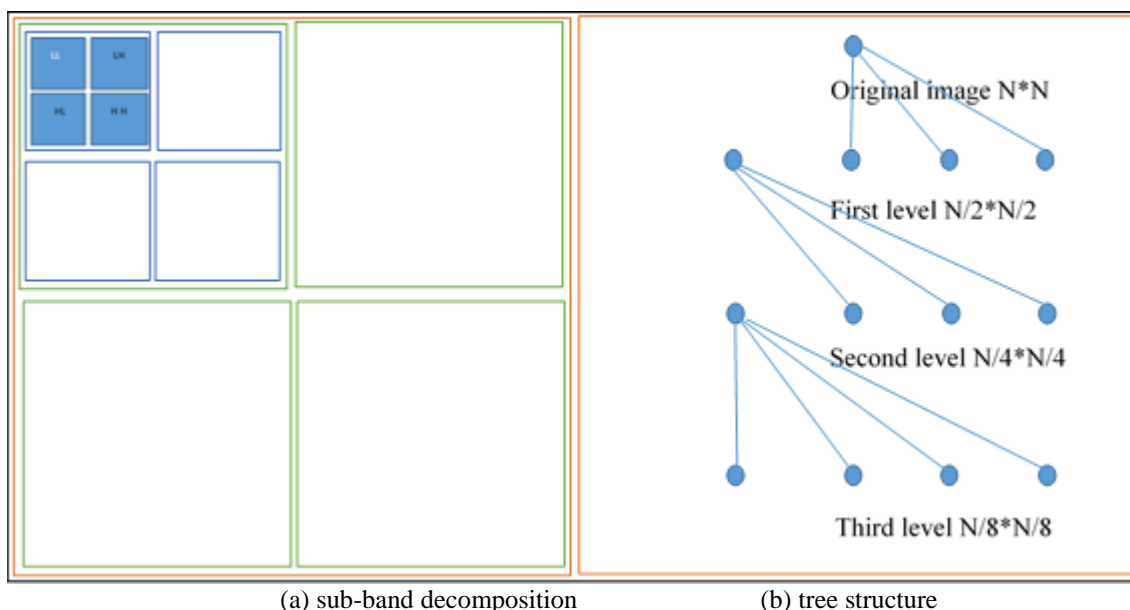 LL
LH
HL
H H
Original image N*N
First level N/2*N/2
Second level N/4*N/4
Third level N/8*N/8
(a) sub-band decomposition
(b) tree structure